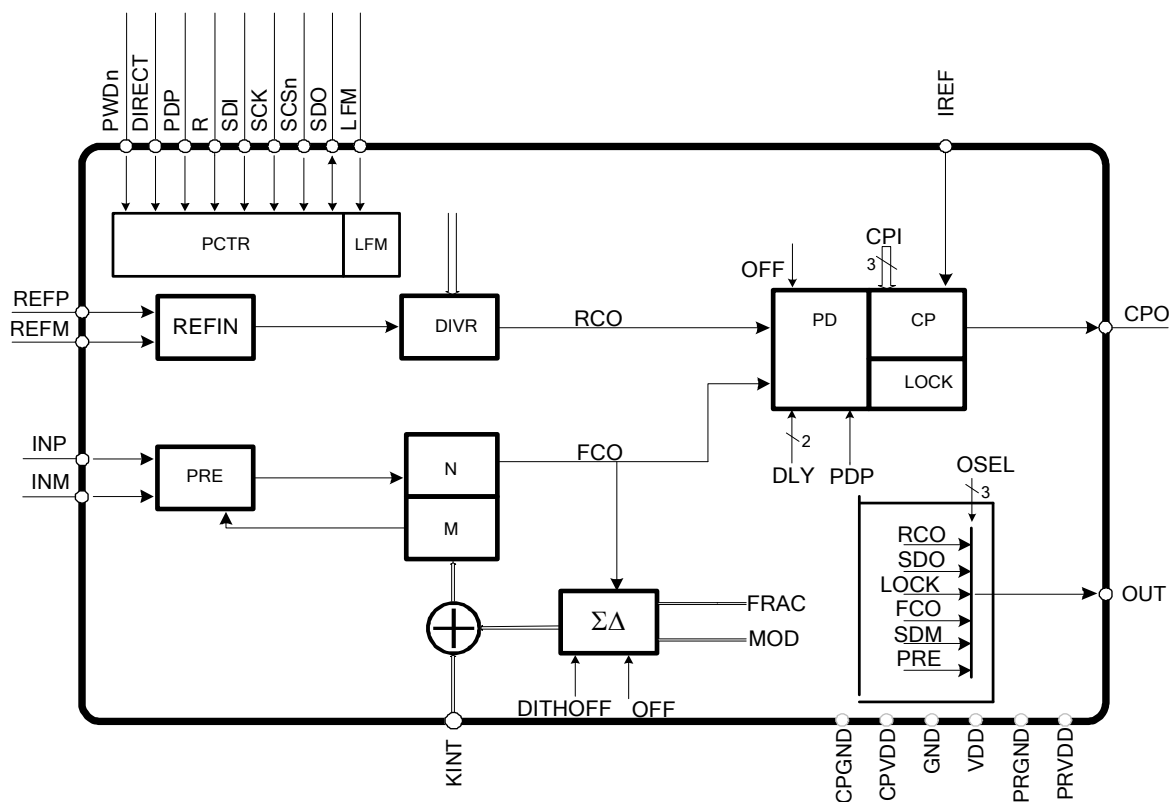 PWDn
DIRECT
PDP
R
SDI
SCK
SCSn
SDO
LFM
IREF
PCTR
LFM
CPI
3
OFF
REFP
REFM
REFIN
DIVR
RCO
PD
CP
LOCK
CPO
INP
INM
PRE
N
M
FCO
2
DLY
PDP
OSEL
3
RCO
SDO
LOCK
FCO
SDM
PRE
OUT
ΣΔ
FRAC
MOD
DITHOFF
OFF
KINT
CPGND
CPVDD
GND
VDD
PRGND
PRVDD